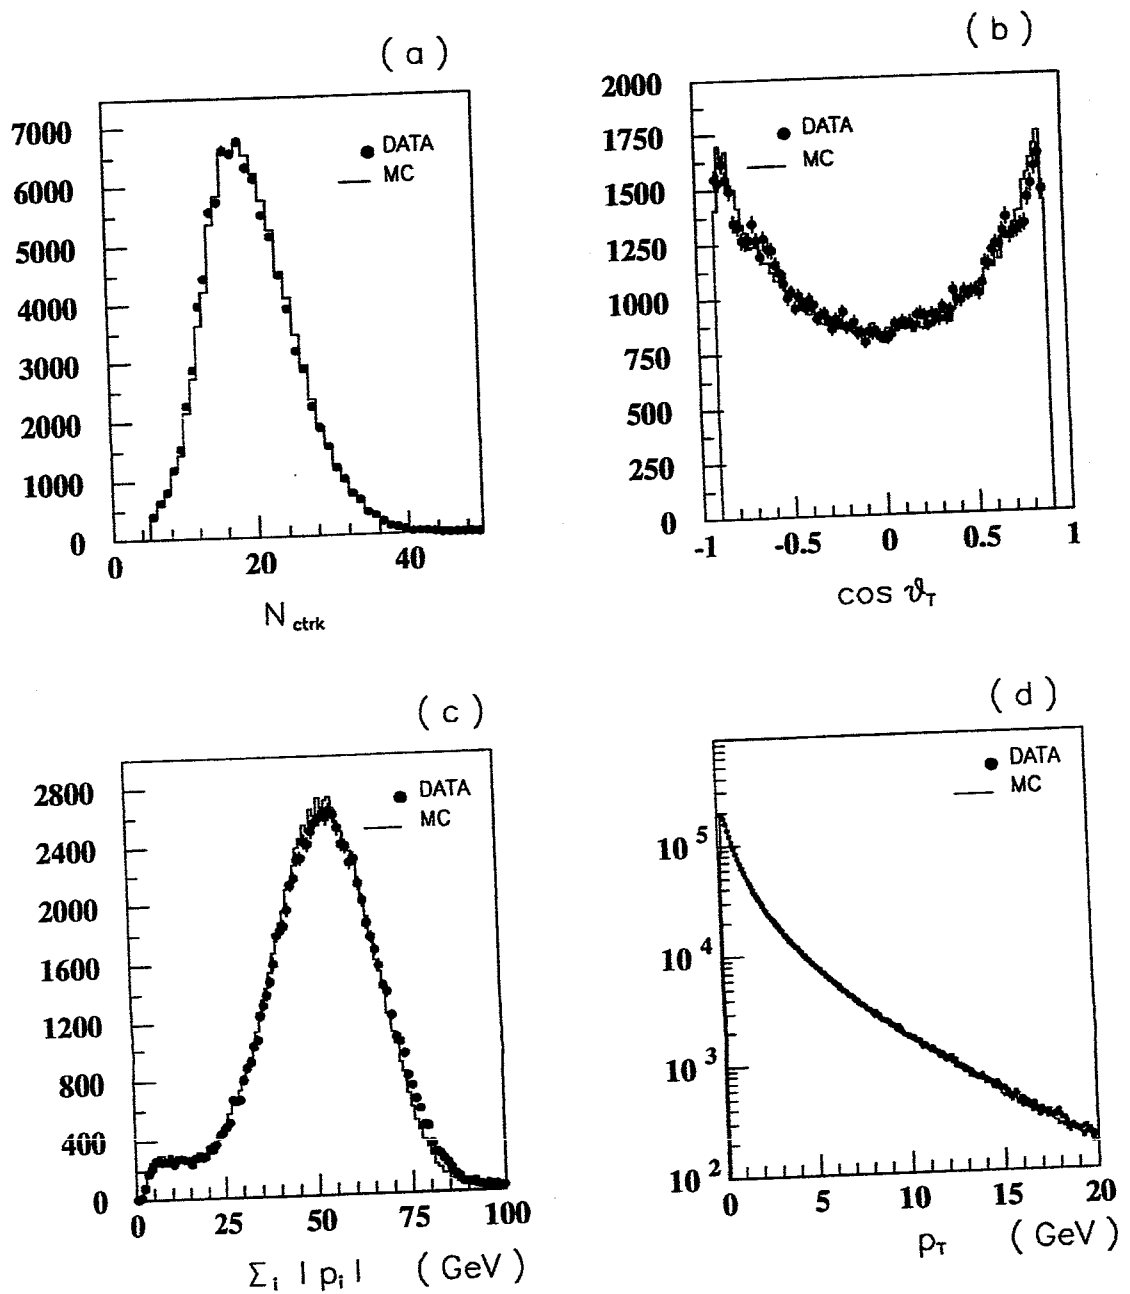 ( a )
7000
6000
5000
4000
3000
2000
1000
0
DATA
MC
0 20 40
N ctrk
( b )
2000
1750
1500
1250
1000
750
500
250
0
DATA
MC
-1 -0.5 0 0.5 1
cos ϑT
( c )
2800
2400
2000
1600
1200
800
400
0
DATA
MC
0 25 50 75 100
Σi | pi | ( GeV )
( d )
10 5
10 4
10 3
10 2
DATA
MC
0 5 10 15 20
pT ( GeV )